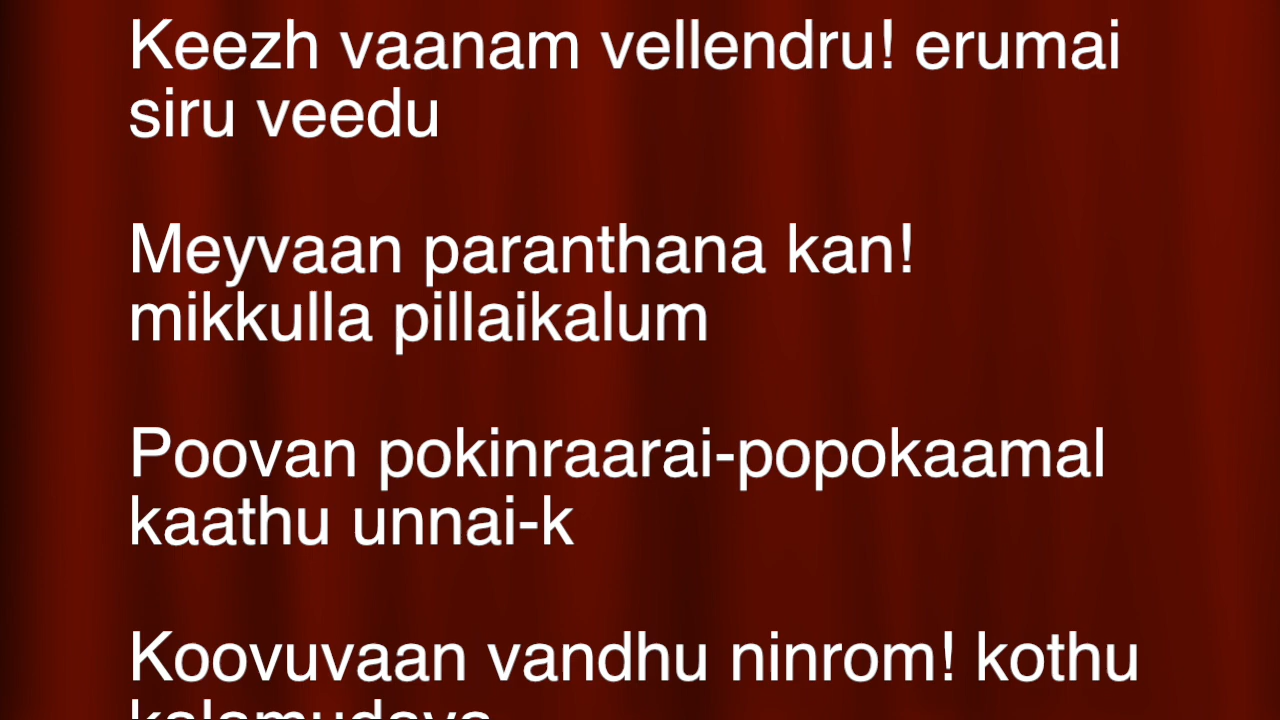 Keezh vaanam vellendru! erumai
siru veedu
Meyvaan paranthana kan!
mikkulla pillaikalum
Poovan pokinraarai-popokaamal
kaathu unnai-k
Koovuvaan vandhu ninrom! kothu